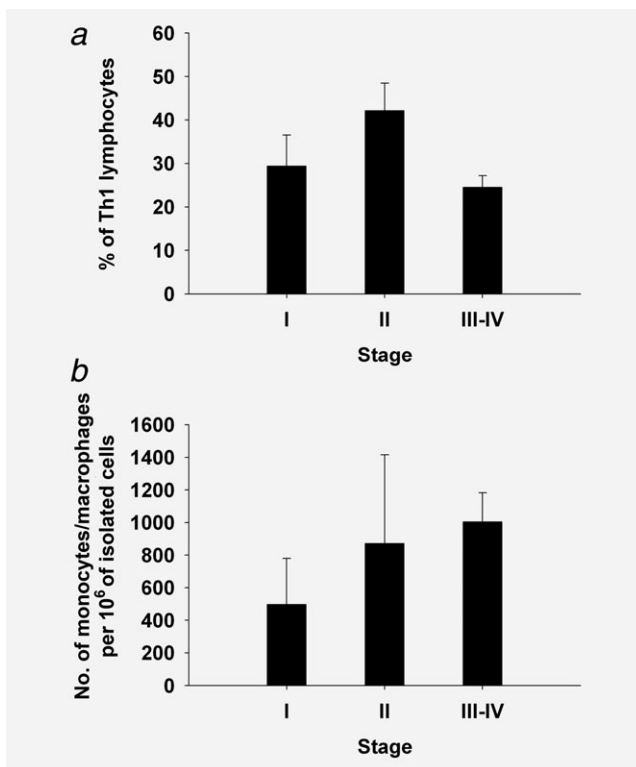 a
% of Th1 lymphocytes
60
50
40
30
20
10
0
I II III-IV
Stage
b
No. of monocytes/macrophages
per 10⁶ of isolated cells
1600
1400
1200
1000
800
600
400
200
0
I II III-IV
Stage